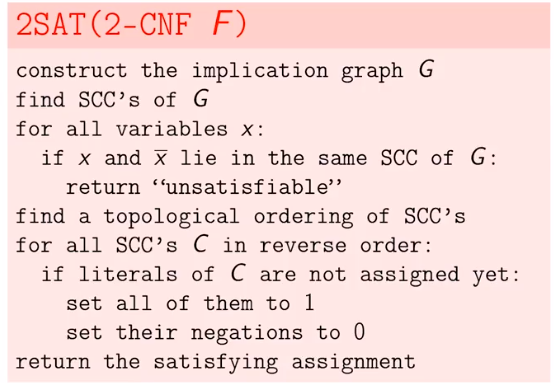 2SAT(2-CNF F)
construct the implication graph G
find SCC's of G
for all variables x:
if x and x̅ lie in the same SCC of G:
return “unsatisfiable”
find a topological ordering of SCC's
for all SCC's C in reverse order:
if literals of C are not assigned yet:
set all of them to 1
set their negations to 0
return the satisfying assignment